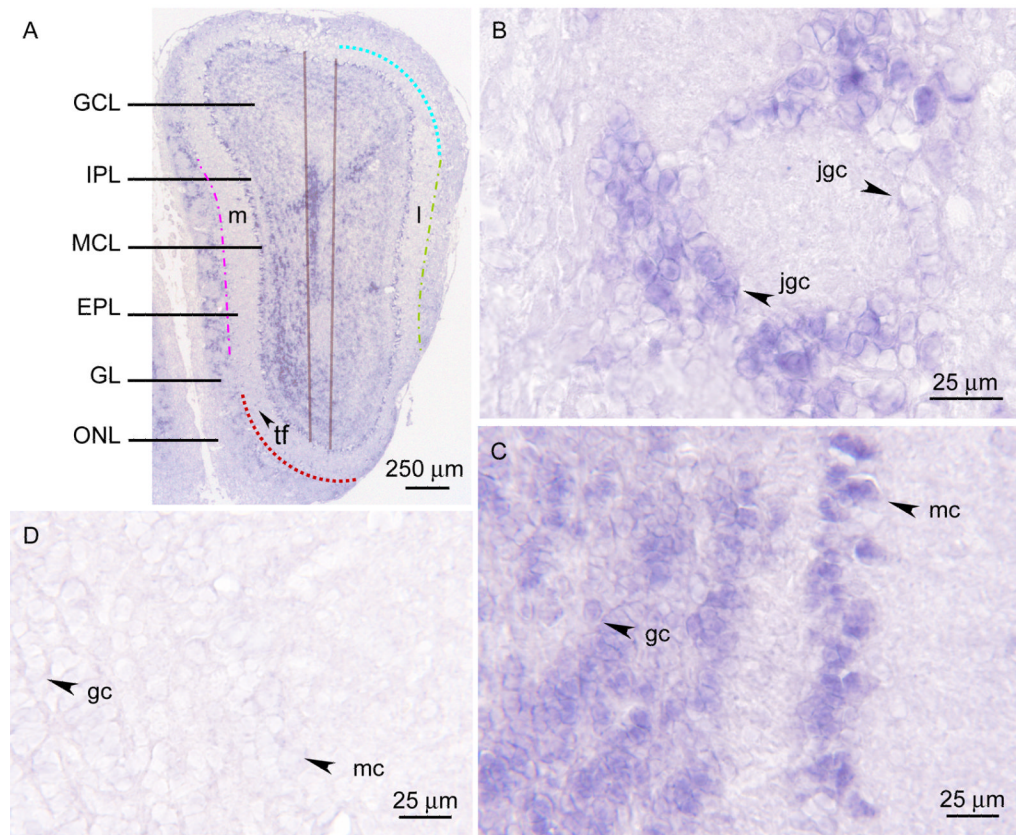 A
GCL
IPL
m
l
MCL
EPL
GL
tf
ONL
250 μm
B
jgc
jgc
25 μm
C
mc
gc
25 μm
D
gc
mc
25 μm